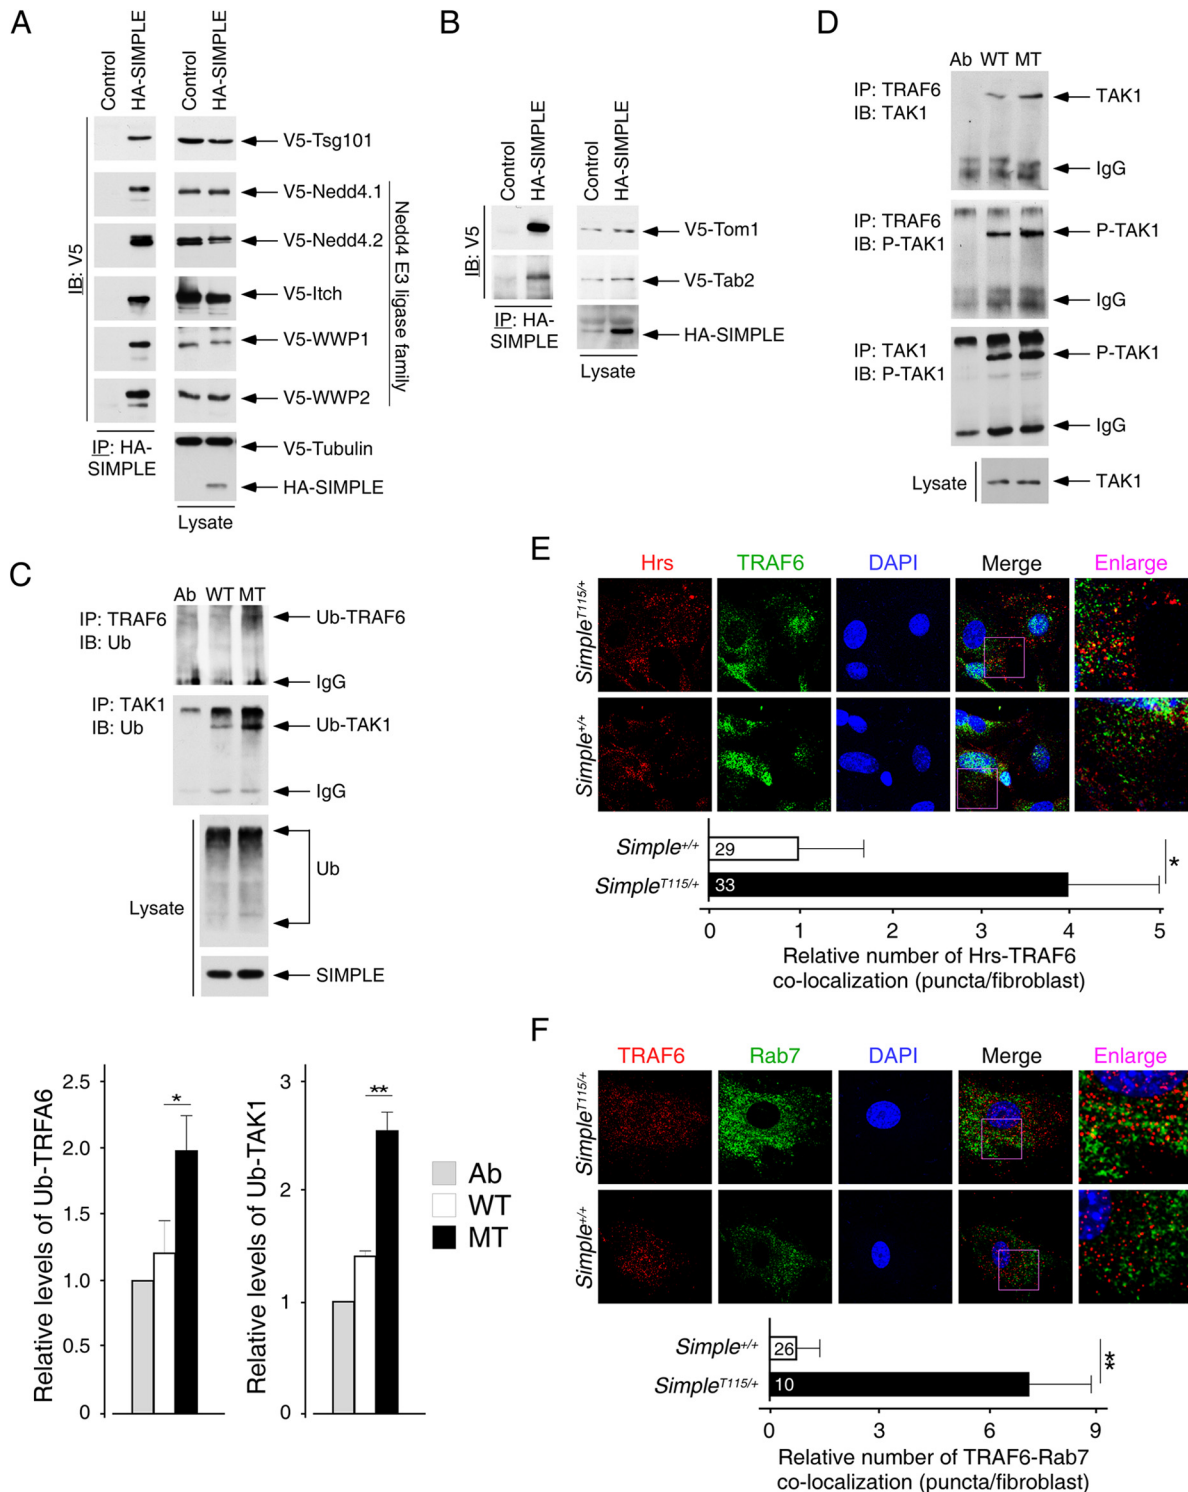 A
Control
HA-SIMPLE
Control
HA-SIMPLE
IB: V5
V5-Tsg101
V5-Nedd4.1
V5-Nedd4.2
V5-Itch
V5-WWP1
V5-WWP2
Nedd4 E3 ligase family
IP: HA-
SIMPLE
V5-Tubulin
HA-SIMPLE
Lysate
B
Control
HA-SIMPLE
Control
HA-SIMPLE
IB: V5
V5-Tom1
V5-Tab2
IP: HA-
SIMPLE
HA-SIMPLE
Lysate
C
Ab WT MT
IP: TRAF6
IB: Ub
Ub-TRAF6
IgG
IP: TAK1
IB: Ub
Ub-TAK1
IgG
Lysate
Ub
SIMPLE
Relative levels of Ub-TRFA6
2.5
2.0
1.5
1.0
0.5
0
*
Relative levels of Ub-TAK1
3
2
1
0
**
Ab
WT
MT
D
Ab WT MT
IP: TRAF6
IB: TAK1
TAK1
IgG
IP: TRAF6
IB: P-TAK1
P-TAK1
IgG
IP: TAK1
IB: P-TAK1
P-TAK1
IgG
Lysate
TAK1
E
Hrs TRAF6 DAPI Merge Enlarge
Simple^T115/+
Simple^+/+
Simple^+/+ 29
Simple^T115/+ 33
*
0 1 2 3 4 5
Relative number of Hrs-TRAF6
co-localization (puncta/fibroblast)
F
TRAF6 Rab7 DAPI Merge Enlarge
Simple^T115/+
Simple^+/+
Simple^+/+ 26
Simple^T115/+ 10
**
0 3 6 9
Relative number of TRAF6-Rab7
co-localization (puncta/fibroblast)